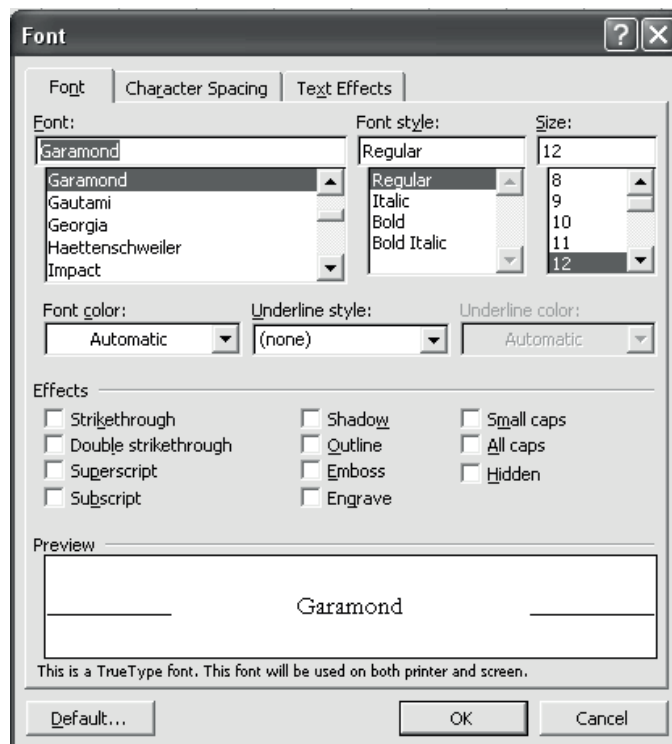 Font
Font Character Spacing Text Effects
Font: Font style: Size:
Garamond Regular 12
Garamond Regular 8
Gautami Italic 9
Georgia Bold 10
Haettenschweiler Bold Italic 11
Impact 12
Font color: Underline style: Underline color:
Automatic (none) Automatic
Effects
Strikethrough Shadow Small caps
Double strikethrough Outline All caps
Superscript Emboss Hidden
Subscript Engrave
Preview
Garamond
This is a TrueType font. This font will be used on both printer and screen.
Default... OK Cancel